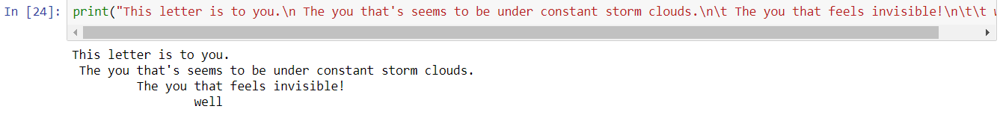 In [24]: print("This letter is to you.\n The you that's seems to be under constant storm clouds.\n\t The you that feels invisible!\n\t\t
This letter is to you.
The you that's seems to be under constant storm clouds.
The you that feels invisible!
well